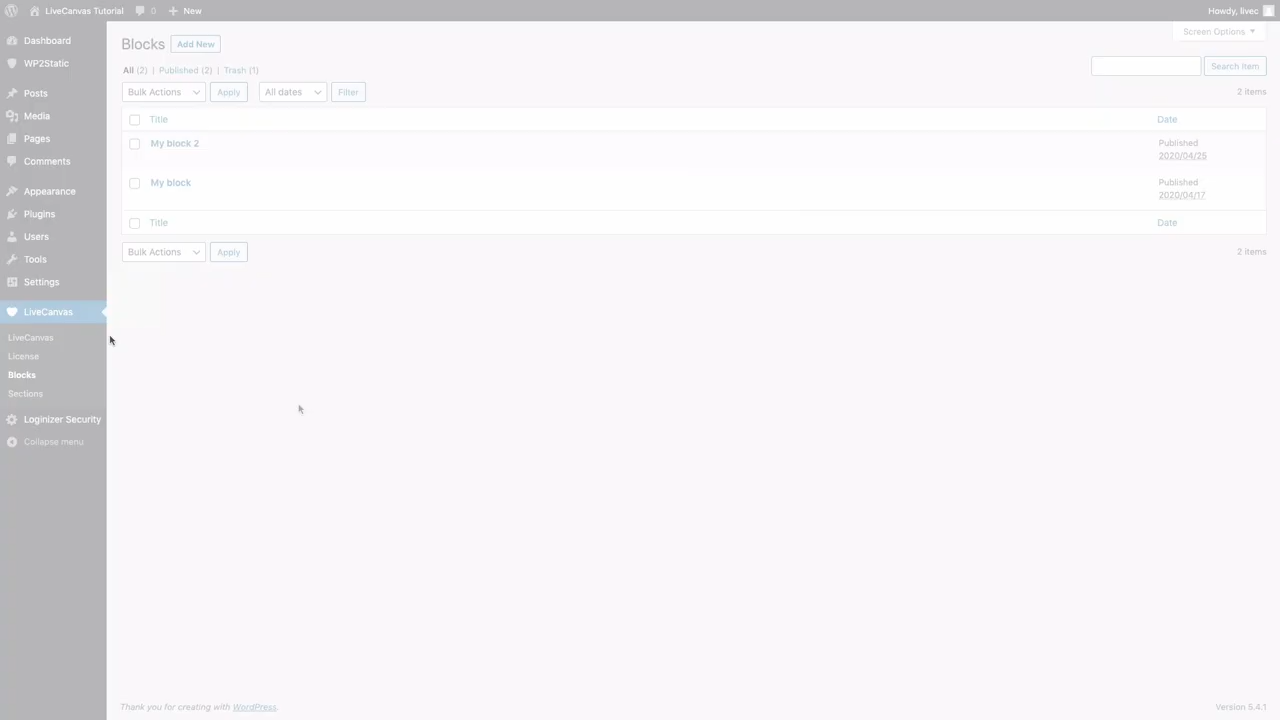 LiveCanvas Tutorial 0 New Howdy, livec
Screen Options
Dashboard
WP2Static
Posts
Media
Pages
Comments
Appearance
Plugins
Users
Tools
Settings
LiveCanvas
LiveCanvas
License
Blocks
Sections
Loginizer Security
Collapse menu
Blocks Add New
All (2) | Published (2) | Trash (1)
Search Item
Bulk Actions Apply All dates Filter 2 items
Title Date
My block 2 Published
2020/04/25
My block Published
2020/04/17
Title Date
Bulk Actions Apply 2 items
Thank you for creating with WordPress. Version 5.4.1